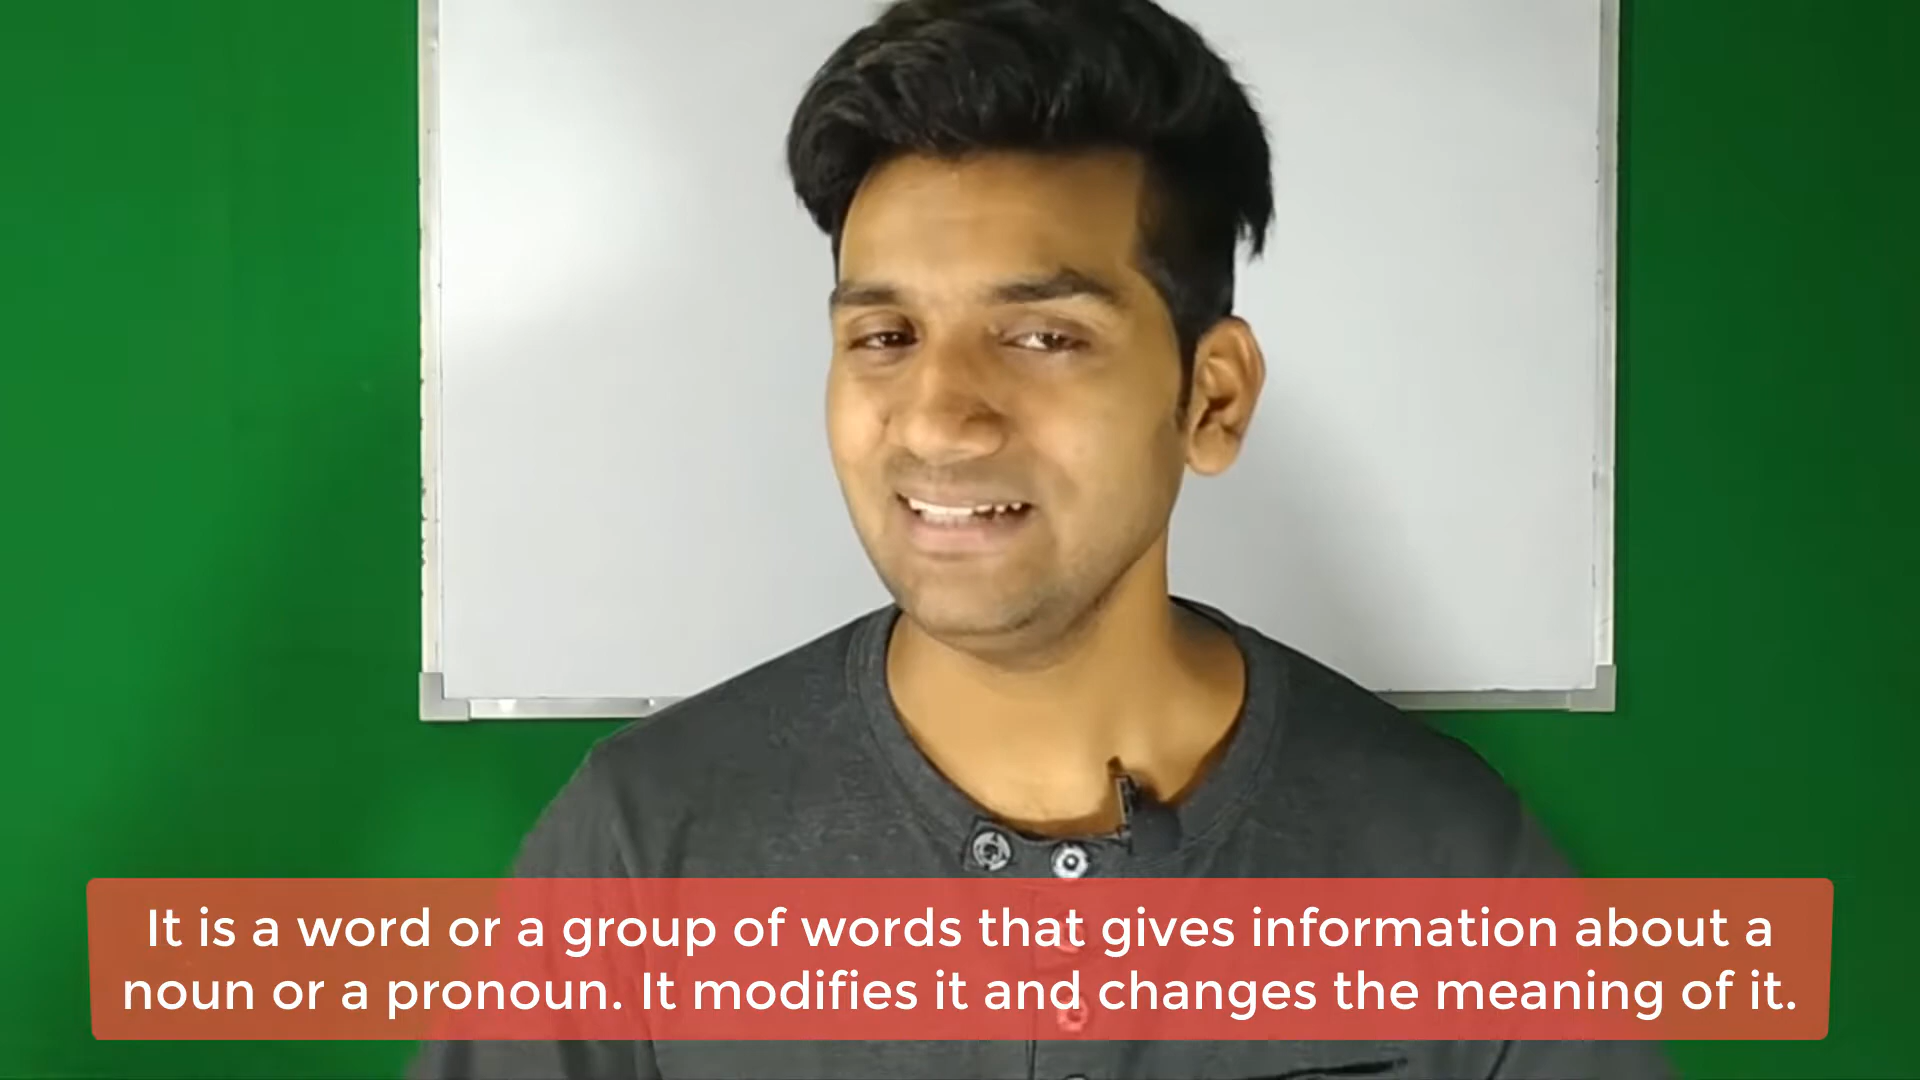 It is a word or a group of words that gives information about a
noun or a pronoun. It modifies it and changes the meaning of it.